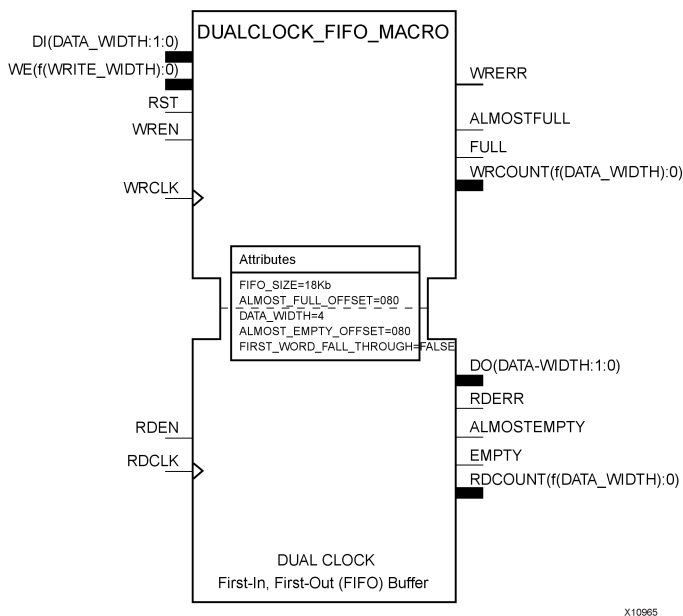 DUALCLOCK_FIFO_MACRO
DI(DATA_WIDTH:1:0)
WE(f(WRITE_WIDTH):0)
RST
WREN
WRCLK
WRERR
ALMOSTFULL
FULL
WRCOUNT(f(DATA_WIDTH):0)
Attributes
FIFO_SIZE=18Kb
ALMOST_FULL_OFFSET=080
DATA_WIDTH=4
ALMOST_EMPTY_OFFSET=080
FIRST_WORD_FALL_THROUGH=FALSE
RDEN
RDCLK
DO(DATA-WIDTH:1:0)
RDERR
ALMOSTEMPTY
EMPTY
RDCOUNT(f(DATA_WIDTH):0)
DUAL CLOCK
First-In, First-Out (FIFO) Buffer
X10965